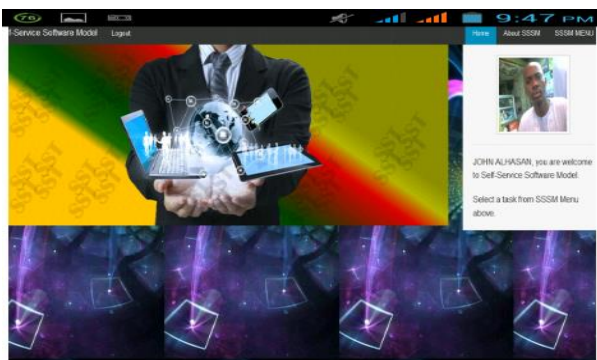 76
9:47 PM
f-Service Software Model Logout Home About SSSM SSSM MENU
JOHN ALHASAN, you are welcome
to Self-Service Software Model.
Select a task from SSSM Menu
above.